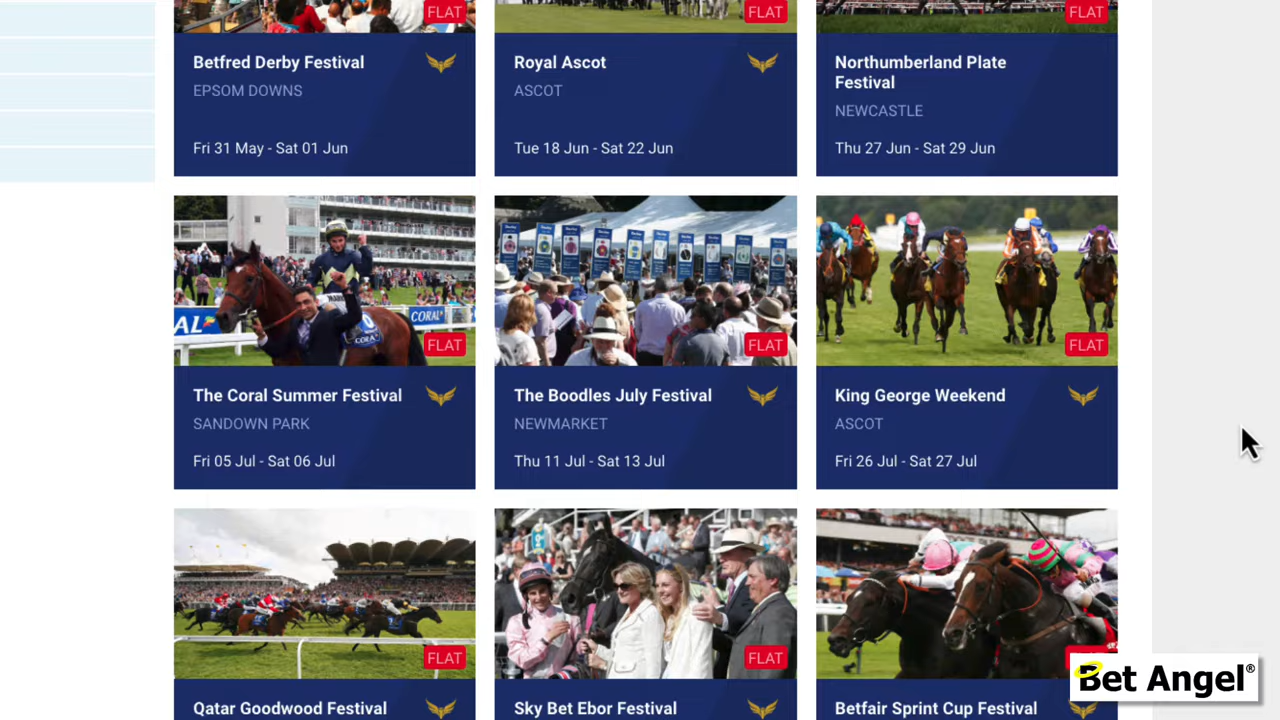 FLAT
FLAT
FLAT
Betfred Derby Festival
EPSOM DOWNS
Fri 31 May - Sat 01 Jun
Royal Ascot
ASCOT
Tue 18 Jun - Sat 22 Jun
Northumberland Plate
Festival
NEWCASTLE
Thu 27 Jun - Sat 29 Jun
CORAL
FLAT
FLAT
FLAT
The Coral Summer Festival
SANDOWN PARK
Fri 05 Jul - Sat 06 Jul
The Boodles July Festival
NEWMARKET
Thu 11 Jul - Sat 13 Jul
King George Weekend
ASCOT
Fri 26 Jul - Sat 27 Jul
FLAT
FLAT
Qatar Goodwood Festival
Sky Bet Ebor Festival
Betfair Sprint Cup Festival
Bet Angel®